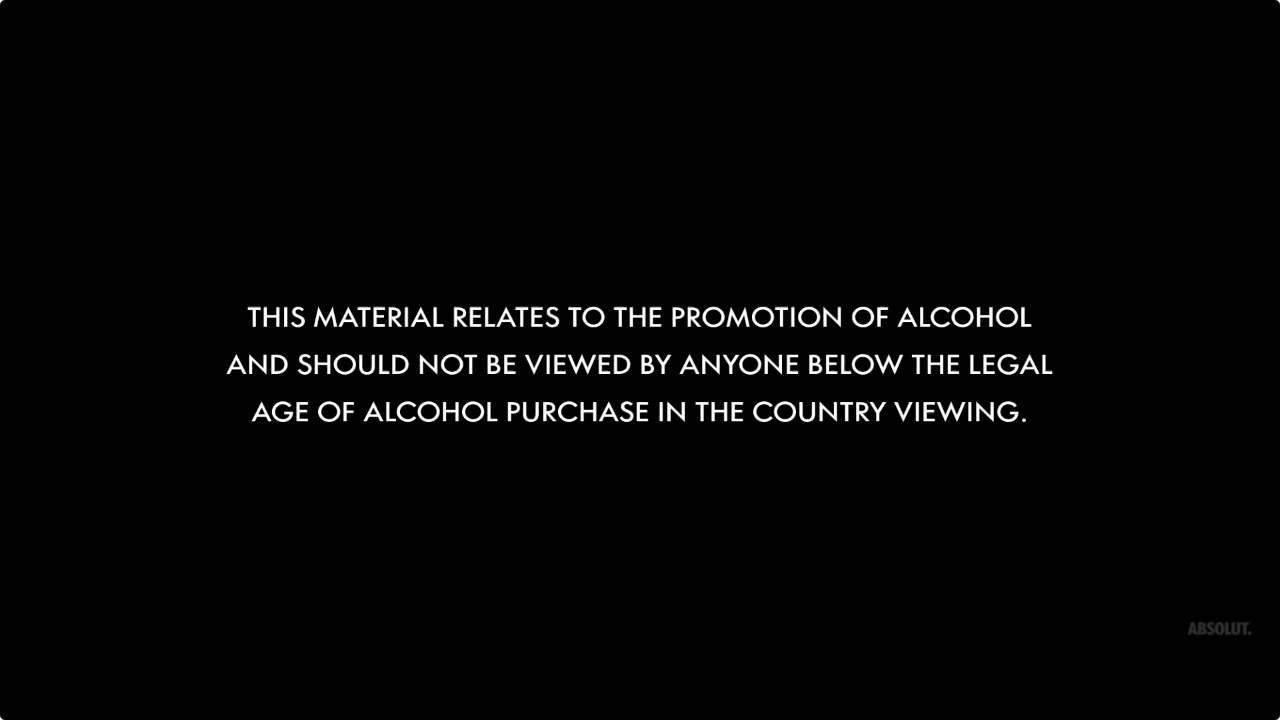 THIS MATERIAL RELATES TO THE PROMOTION OF ALCOHOL
AND SHOULD NOT BE VIEWED BY ANYONE BELOW THE LEGAL
AGE OF ALCOHOL PURCHASE IN THE COUNTRY VIEWING.
ABSOLUT.